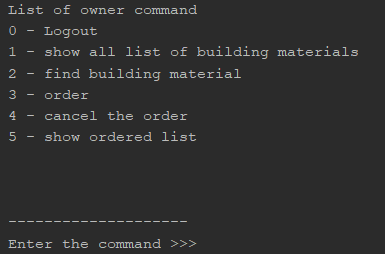 List of owner command
0 - Logout
1 - show all list of building materials
2 - find building material
3 - order
4 - cancel the order
5 - show ordered list
--------------------
Enter the command >>>